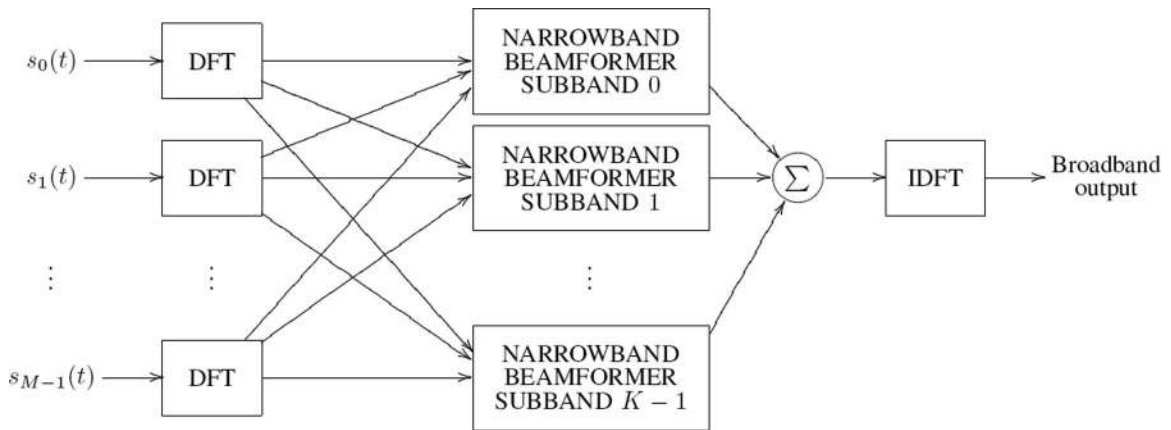 s₀(t)
DFT
NARROWBAND
BEAMFORMER
SUBBAND 0
s₁(t)
DFT
NARROWBAND
BEAMFORMER
SUBBAND 1
∑
IDFT
Broadband
output
⋮
⋮
⋮
s_{M−1}(t)
DFT
NARROWBAND
BEAMFORMER
SUBBAND K − 1